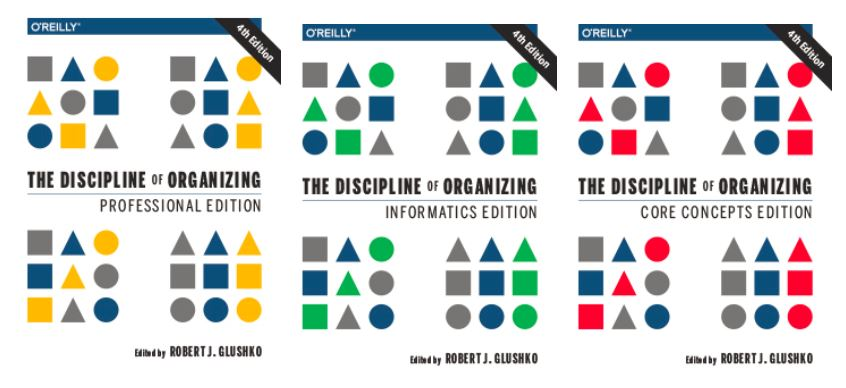 O'REILLY®
4th Edition
THE DISCIPLINE OF ORGANIZING
PROFESSIONAL EDITION
Edited by ROBERT J. GLUSHKO
O'REILLY®
4th Edition
THE DISCIPLINE OF ORGANIZING
INFORMATICS EDITION
Edited by ROBERT J. GLUSHKO
O'REILLY®
4th Edition
THE DISCIPLINE OF ORGANIZING
CORE CONCEPTS EDITION
Edited by ROBERT J. GLUSHKO